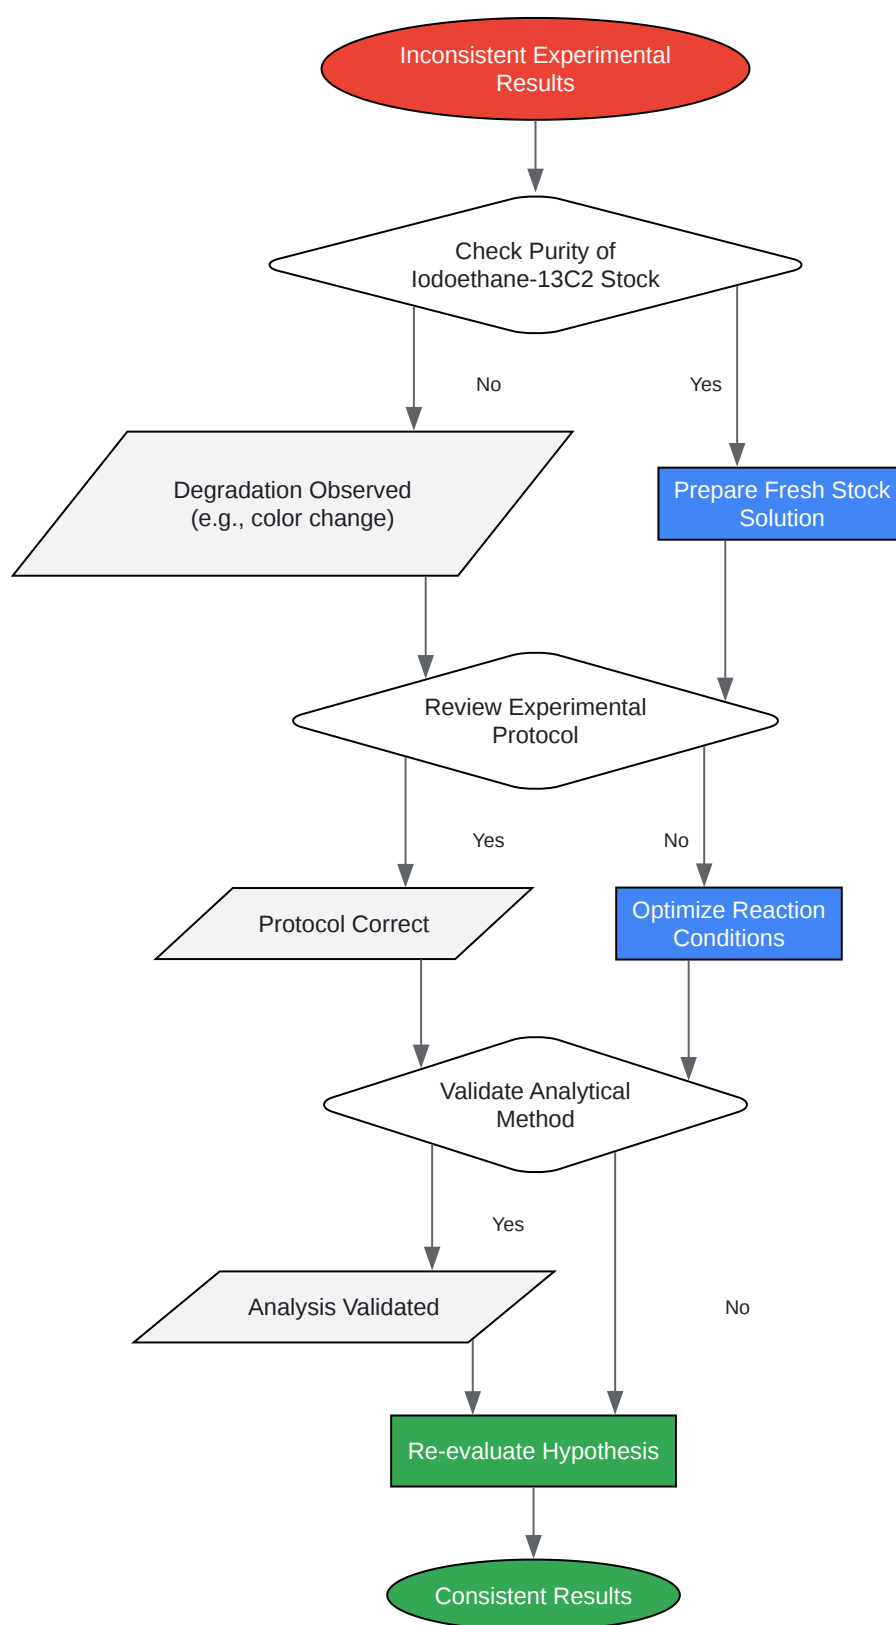 Inconsistent Experimental
Results
Check Purity of
Iodoethane-13C2 Stock
No
Yes
Degradation Observed
(e.g., color change)
Prepare Fresh Stock
Solution
Review Experimental
Protocol
Yes
No
Protocol Correct
Optimize Reaction
Conditions
Validate Analytical
Method
Yes
Analysis Validated
No
Re-evaluate Hypothesis
Consistent Results